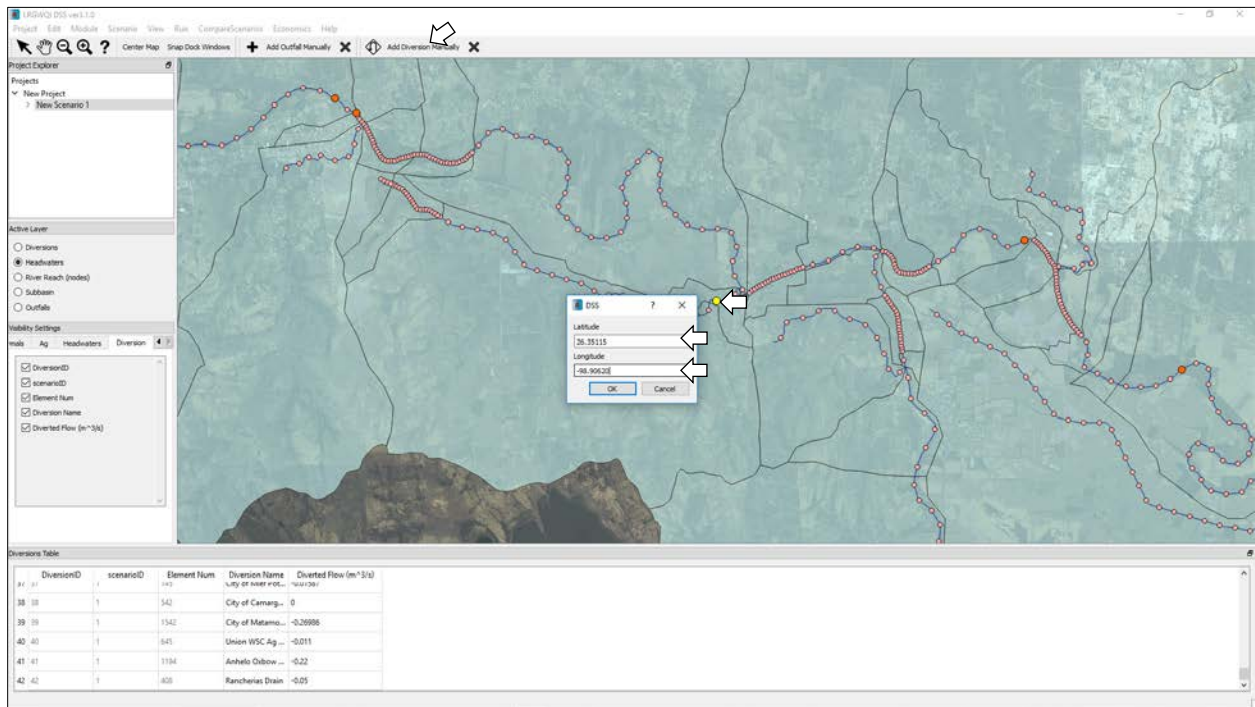 LRGWQI DSS ver3.1.0
Project Edit Module Scenario View Run CompareScenarios Economics Help
Center Map Snap Dock Windows Add Outfall Manually Add Diversion Manually
Project Explorer
Projects
New Project
New Scenario 1
Active Layer
Diversions
Headwaters
River Reach (nodes)
Subbasin
Outfalls
Visibility Settings
Ag Headwaters Diversion
DiversionID
scenarioID
Element Num
Diversion Name
Diverted Flow (m^3/s)
DSS ? X
Latitude
26.35115
Longitude
-98.90620
OK Cancel
Diversions Table
DiversionID scenarioID Element Num Diversion Name Diverted Flow (m^3/s)
38 38 1 542 City of Camarg... 0
39 39 1 1542 City of Matamo... -0.26986
40 40 1 645 Union WSC Ag ... -0.011
41 41 1 1194 Anhelo Oxbow ... -0.22
42 42 1 408 Rancherias Drain -0.05